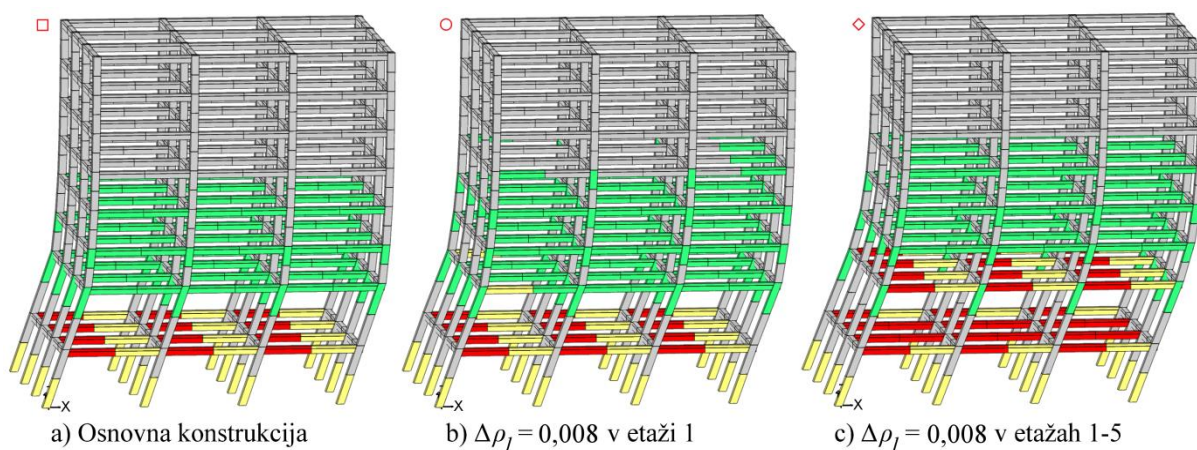 X
X
X
a) Osnovna konstrukcija
b) Δρl = 0,008 v etaži 1
c) Δρl = 0,008 v etažah 1-5